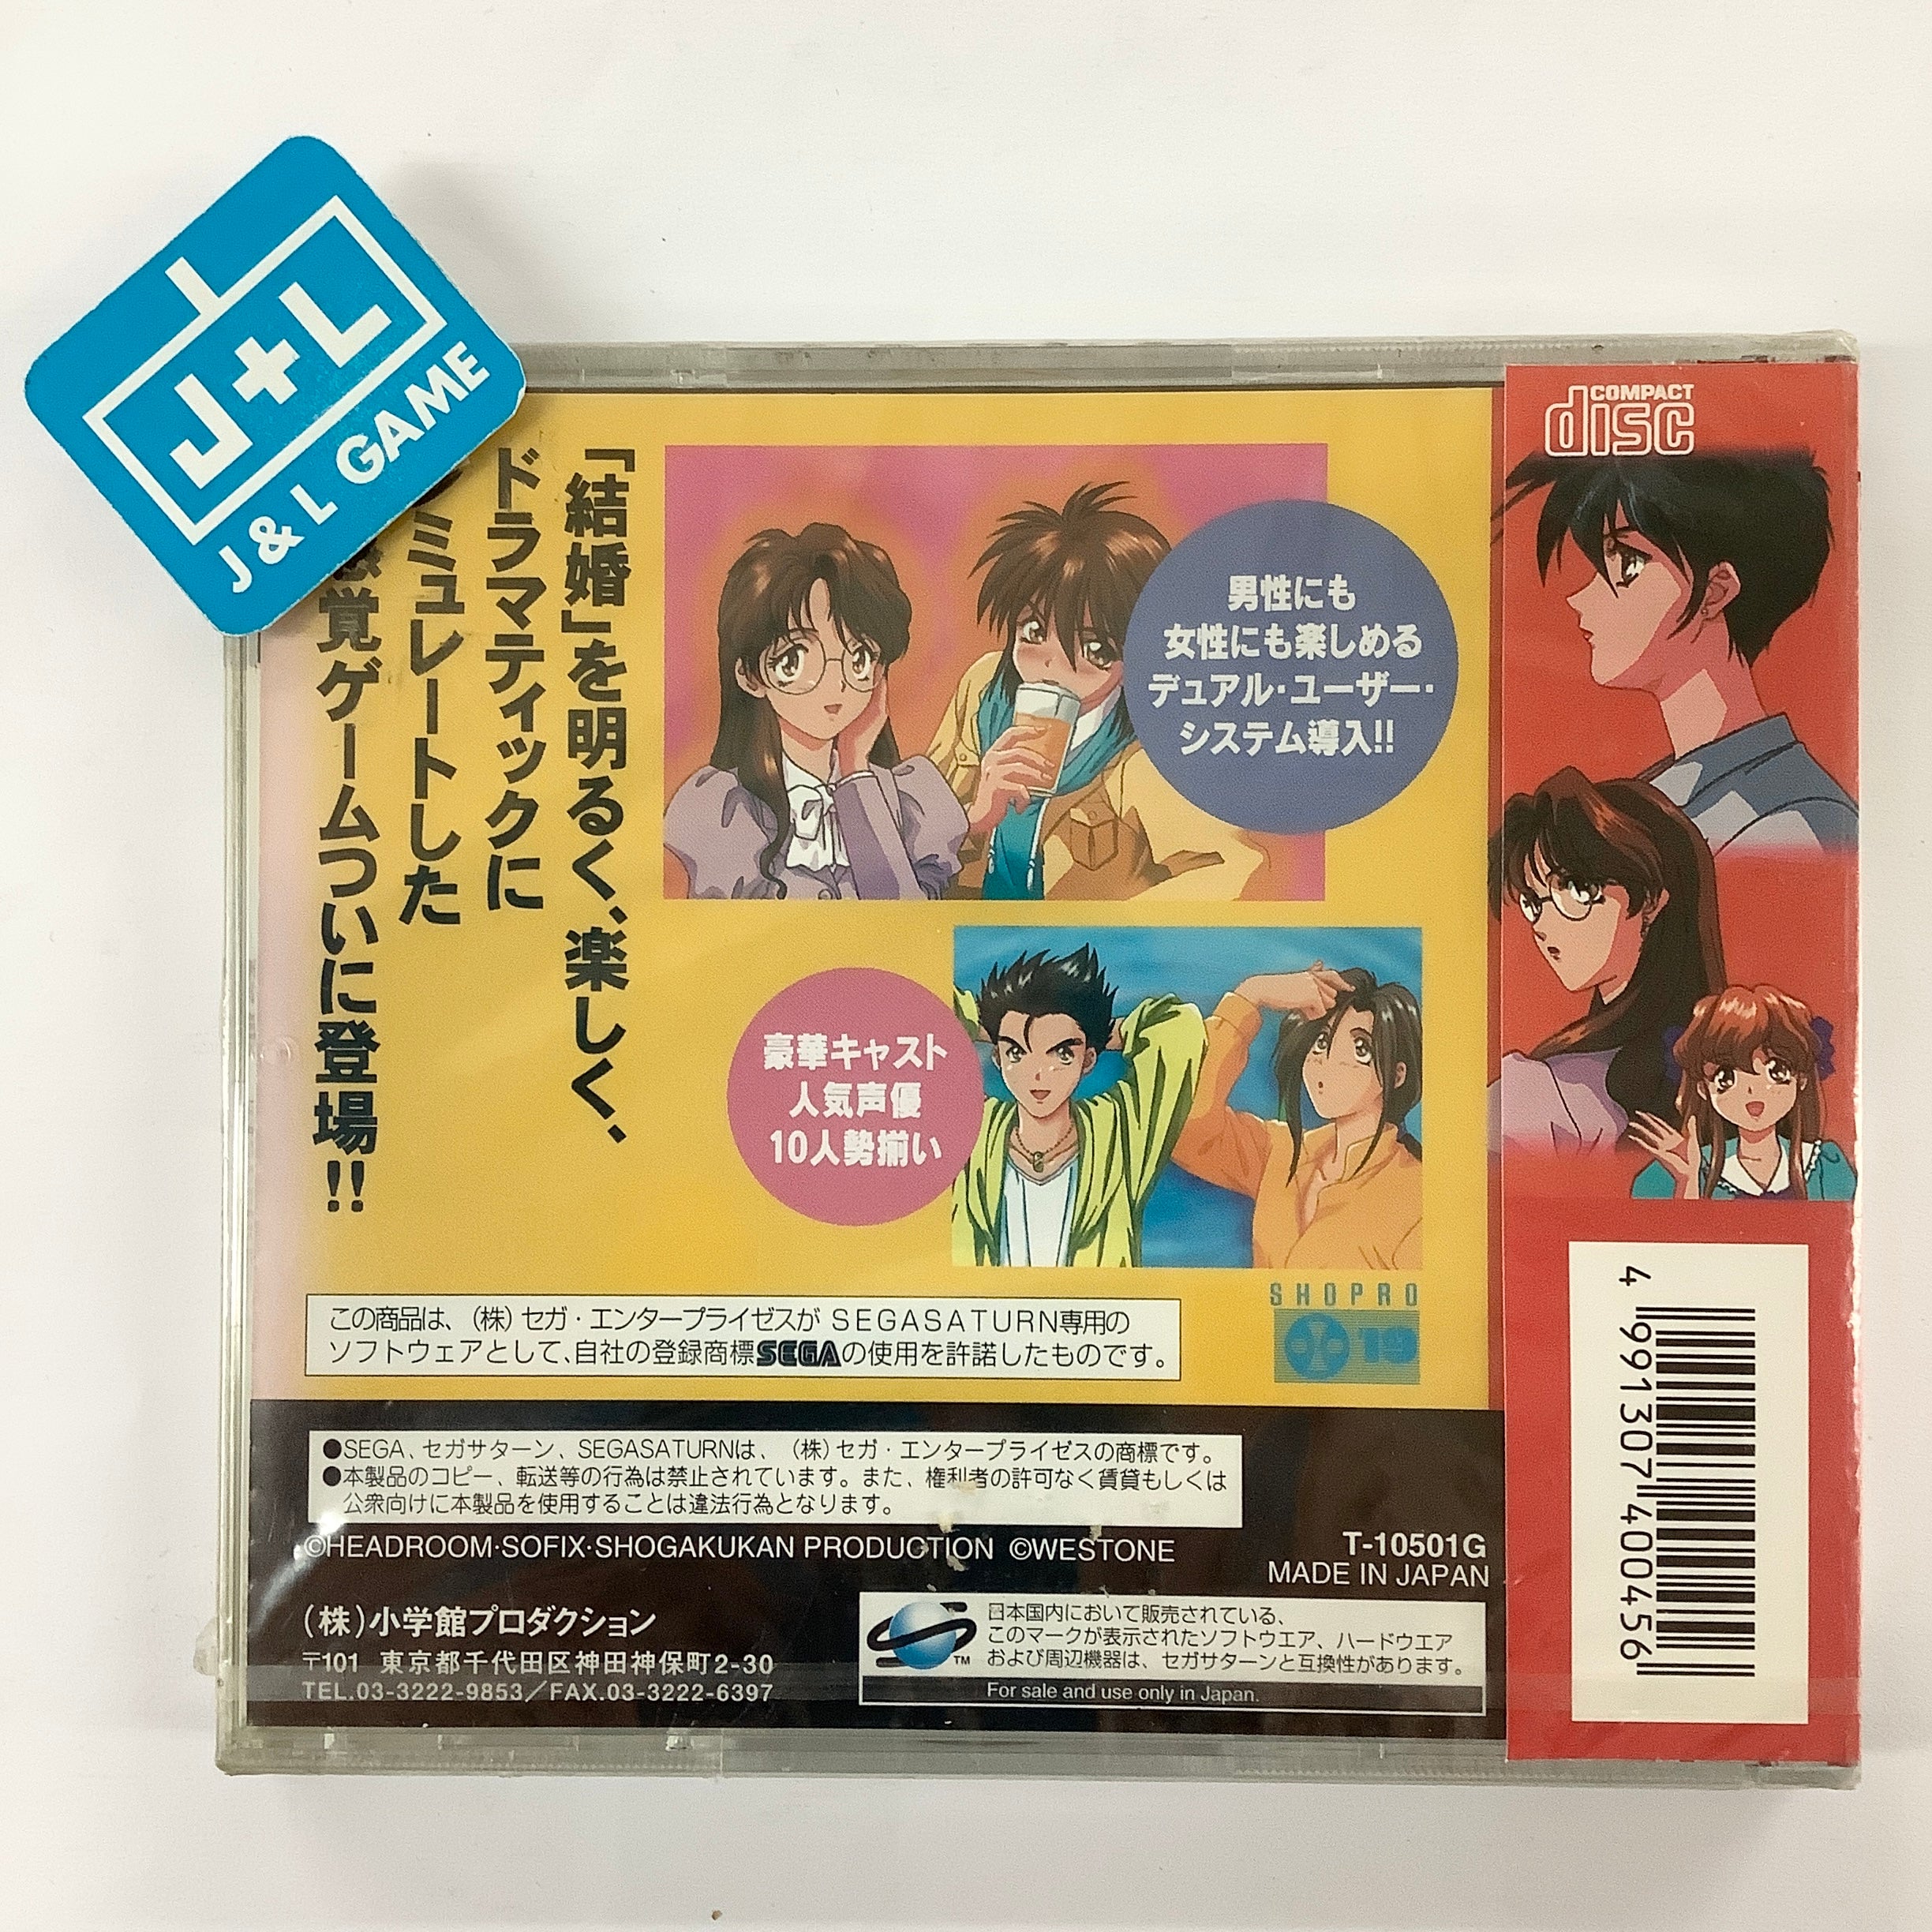 J+L
J & L GAME
COMPACT
disc
「結婚」を明るく、楽しく、
ドラマティックに
ミュレートした
覚ゲームついに登場!!
男性にも
女性にも楽しめる
デュアル・ユーザー・
システム導入!!
豪華キャスト
人気声優
10人勢揃い
SHOPRO
'19
この商品は、(株)セガ・エンタープライゼスが SEGASATURN専用の
ソフトウェアとして、自社の登録商標SEGAの使用を許諾したものです。
●SEGA、セガサターン、SEGASATURNは、(株)セガ・エンタープライゼスの商標です。
●本製品のコピー、転送等の行為は禁止されています。また、権利者の許可なく賃貸もしくは
公衆向けに本製品を使用することは違法行為となります。
©HEADROOM·SOFIX·SHOGAKUKAN PRODUCTION ©WESTONE
T-10501G
MADE IN JAPAN
(株)小学館プロダクション
〒101 東京都千代田区神田神保町2-30
TEL.03-3222-9853/FAX.03-3222-6397
日本国内において販売されている、
このマークが表示されたソフトウエア、ハードウエア
および周辺機器は、セガサターンと互換性があります。
TM
For sale and use only in Japan.
4 991307 400456